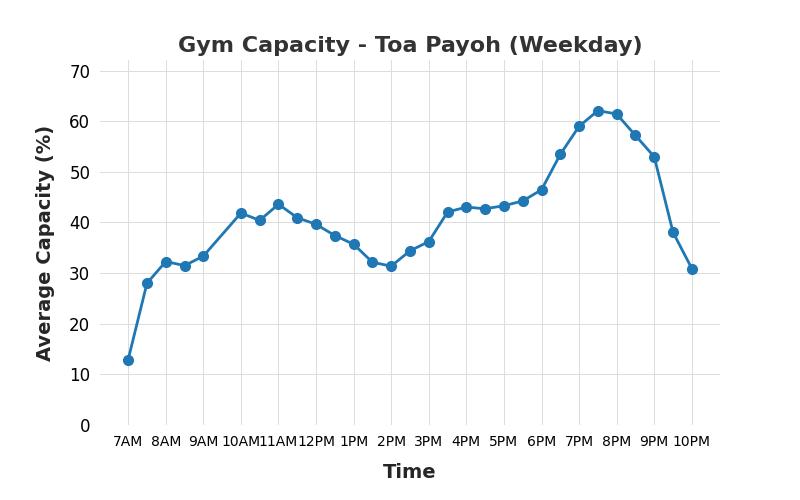 Gym Capacity - Toa Payoh (Weekday)
70
60
50
40
30
20
10
0
Average Capacity (%)
7AM 8AM 9AM 10AM 11AM 12PM 1PM 2PM 3PM 4PM 5PM 6PM 7PM 8PM 9PM 10PM
Time